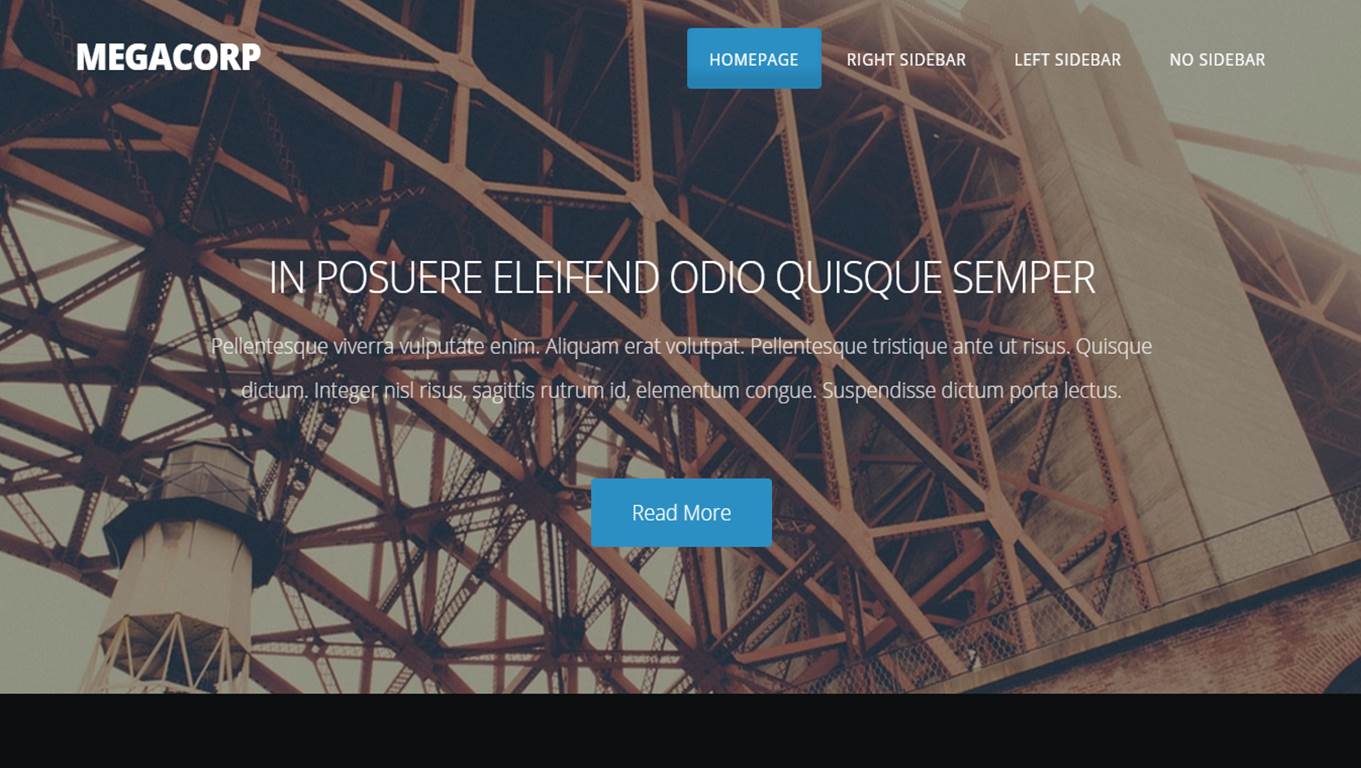 MEGACORP
HOMEPAGE RIGHT SIDEBAR LEFT SIDEBAR NO SIDEBAR
IN POSUERE ELEIFEND ODIO QUISQUE SEMPER
Pellentesque viverra vulputate enim. Aliquam erat volutpat. Pellentesque tristique ante ut risus. Quisque
dictum. Integer nisl risus, sagittis rutrum id, elementum congue. Suspendisse dictum porta lectus.
Read More